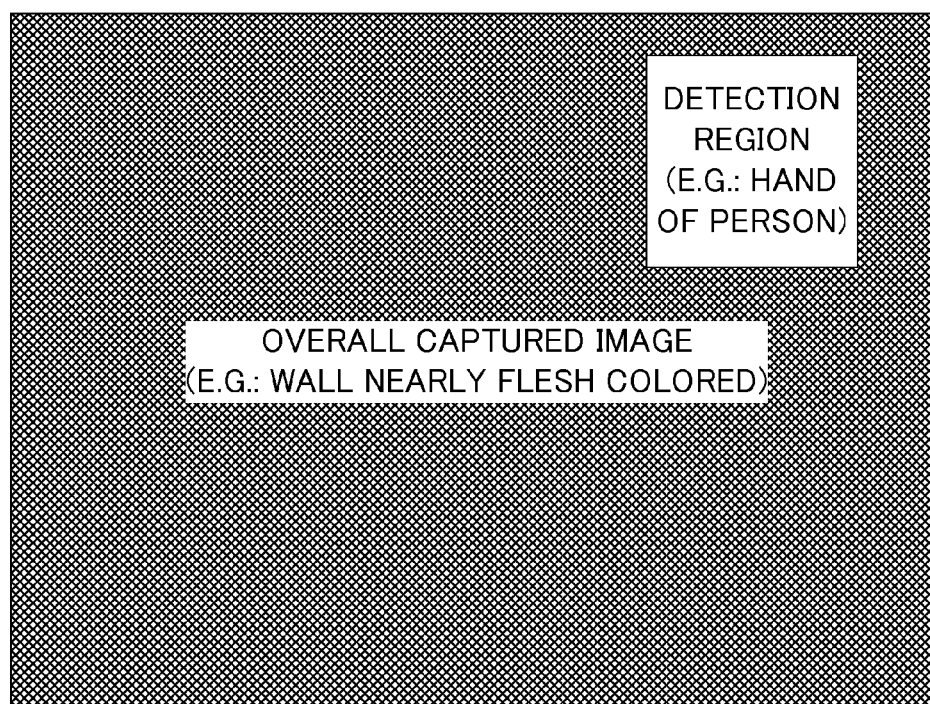 DETECTION
REGION
(E.G.: HAND
OF PERSON)
OVERALL CAPTURED IMAGE
(E.G.: WALL NEARLY FLESH COLORED)